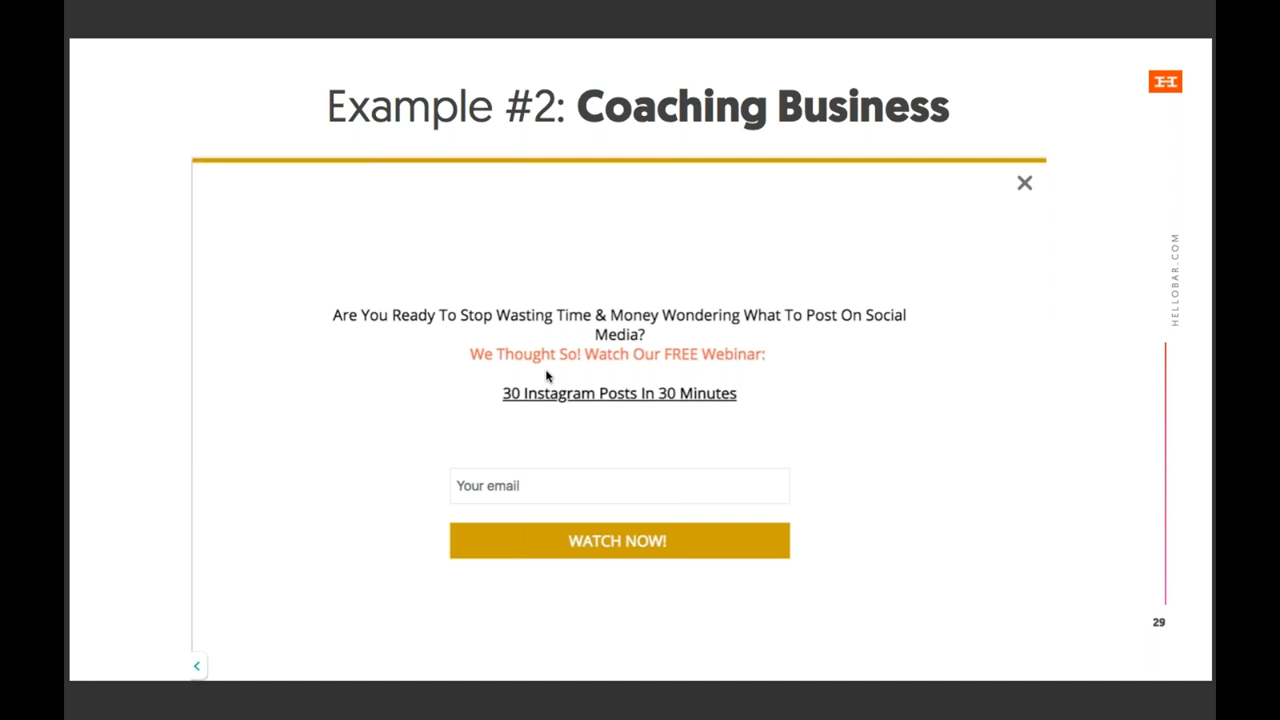 Example #2: Coaching Business
Are You Ready To Stop Wasting Time & Money Wondering What To Post On Social
Media?
We Thought So! Watch Our FREE Webinar:
30 Instagram Posts In 30 Minutes
Your email
WATCH NOW!
HELLOBAR.COM
29